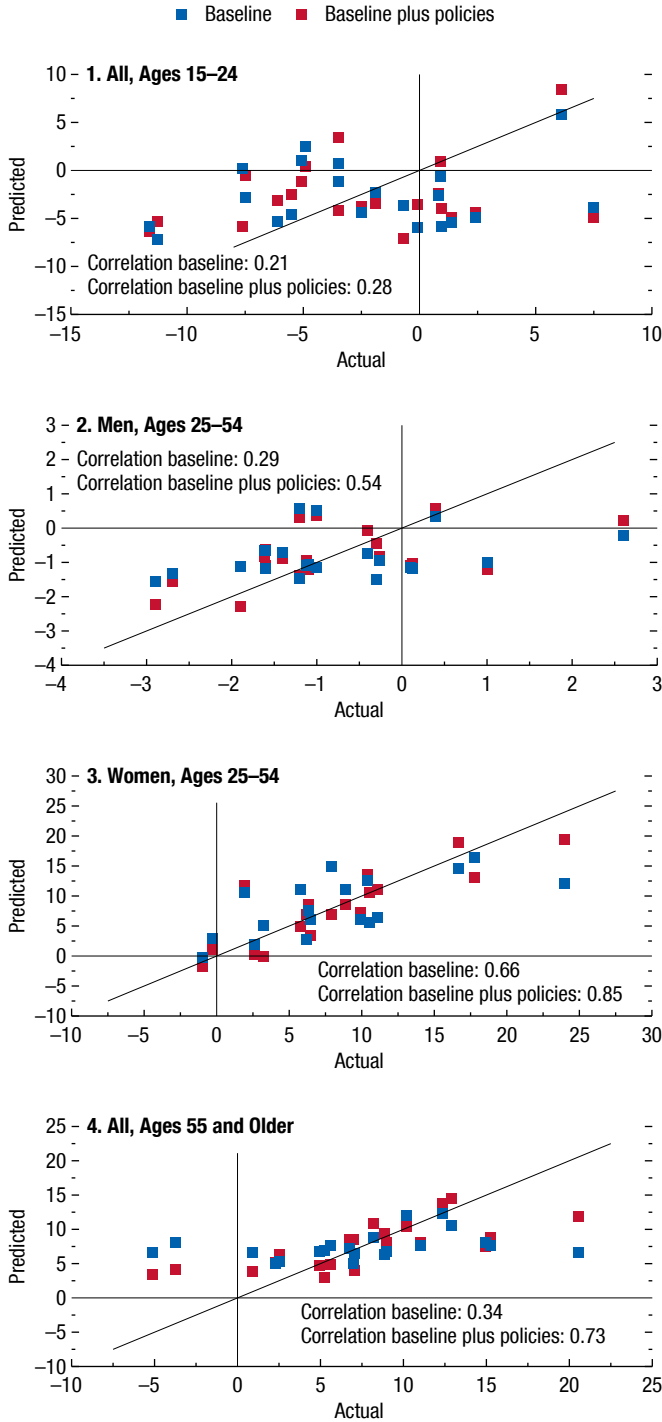 Baseline Baseline plus policies
1. All, Ages 15–24
10
5
0
–5
–10
–15
Predicted
Correlation baseline: 0.21
Correlation baseline plus policies: 0.28
–15 –10 –5 0 5 10
Actual
2. Men, Ages 25–54
3
2
1
0
–1
–2
–3
–4
Predicted
Correlation baseline: 0.29
Correlation baseline plus policies: 0.54
–4 –3 –2 –1 0 1 2 3
Actual
3. Women, Ages 25–54
30
25
20
15
10
5
0
–5
–10
Predicted
Correlation baseline: 0.66
Correlation baseline plus policies: 0.85
–10 –5 0 5 10 15 20 25 30
Actual
4. All, Ages 55 and Older
25
20
15
10
5
0
–5
–10
Predicted
Correlation baseline: 0.34
Correlation baseline plus policies: 0.73
–10 –5 0 5 10 15 20 25
Actual